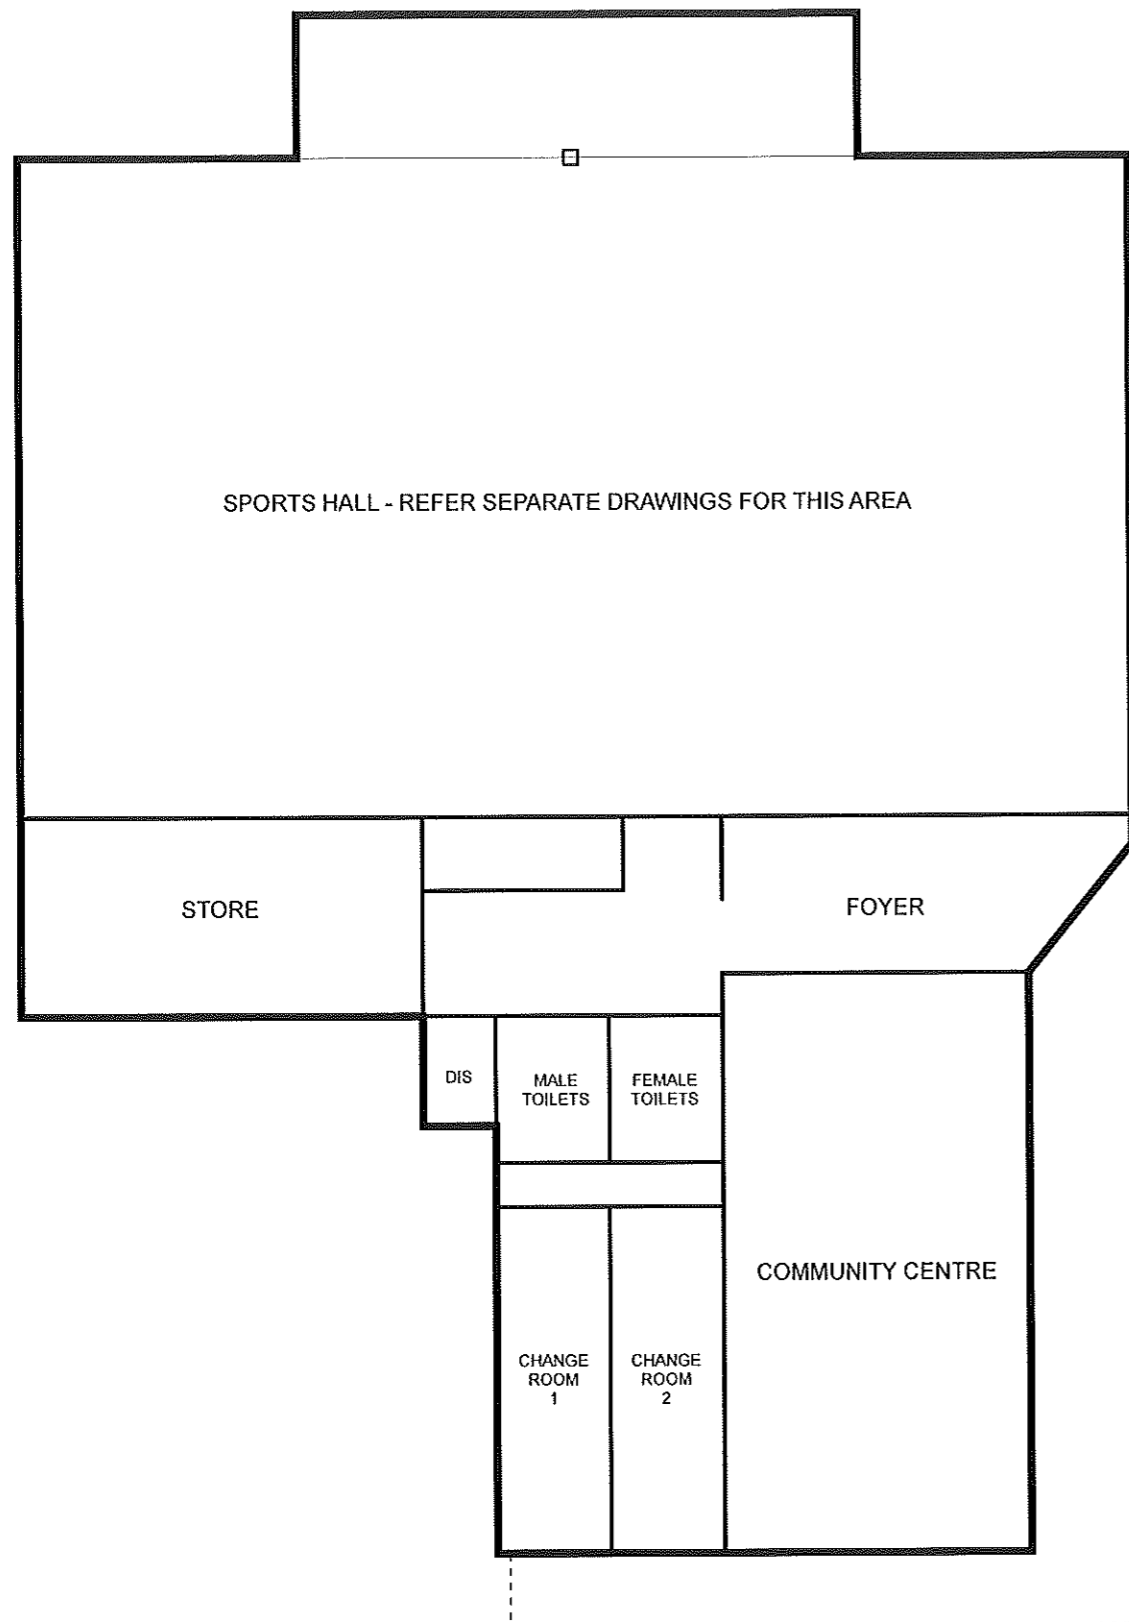 SPORTS HALL - REFER SEPARATE DRAWINGS FOR THIS AREA
STORE
FOYER
DIS
MALE
TOILETS
FEMALE
TOILETS
COMMUNITY CENTRE
CHANGE
ROOM
1
CHANGE
ROOM
2